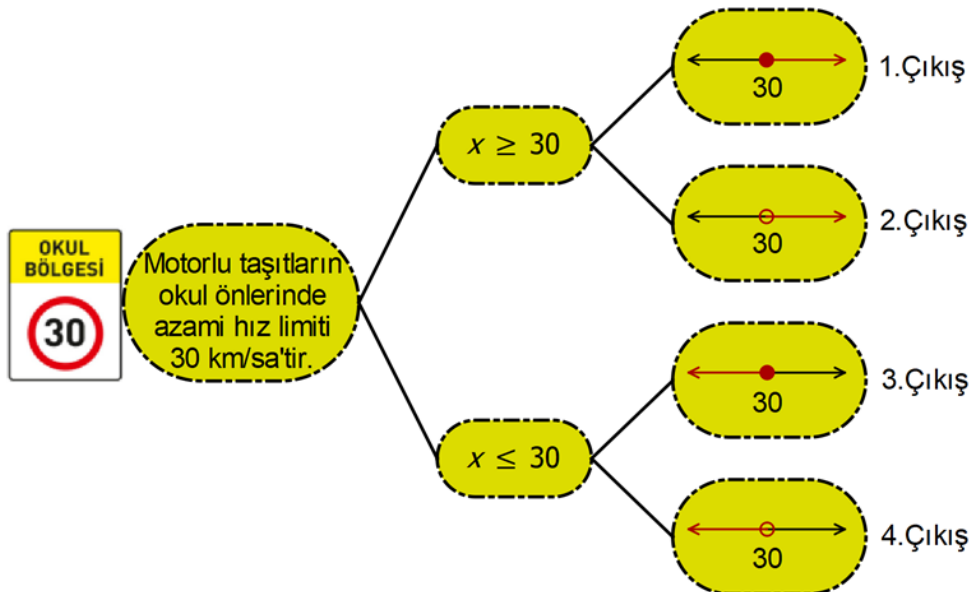 OKUL
BÖLGESİ
30
Motorlu taşıtların
okul önlerinde
azami hız limiti
30 km/sa'tir.
x ≥ 30
x ≤ 30
30
1.Çıkış
30
2.Çıkış
30
3.Çıkış
30
4.Çıkış